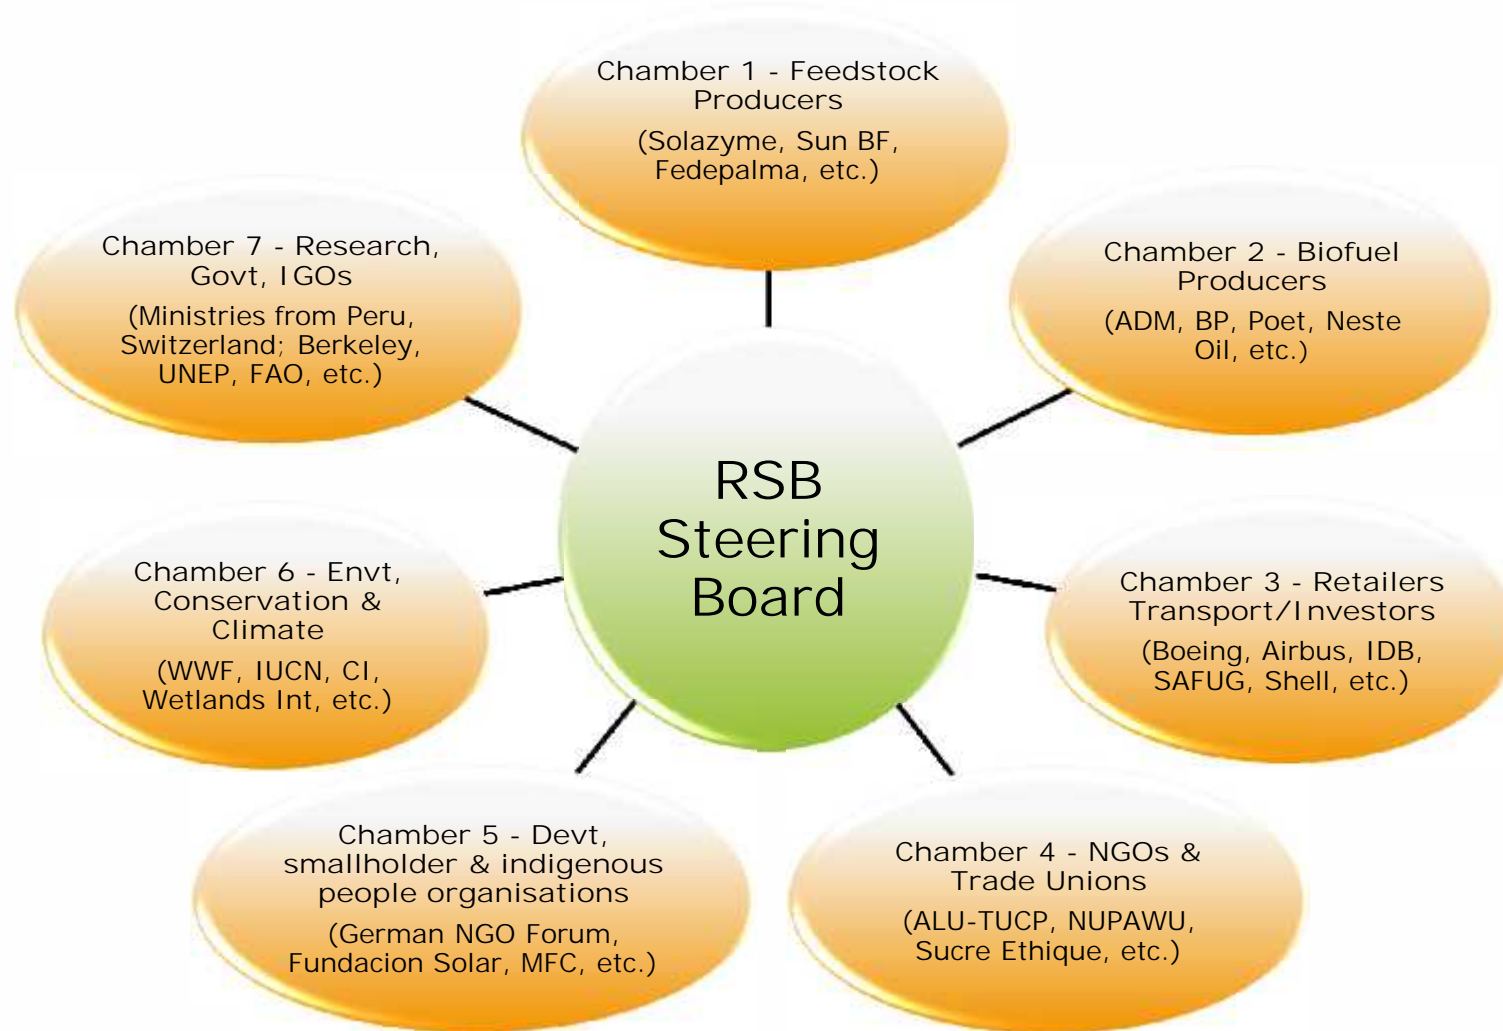 Chamber 1 - Feedstock
Producers
(Solazyme, Sun BF,
Fedepalma, etc.)
Chamber 2 - Biofuel
Producers
(ADM, BP, Poet, Neste
Oil, etc.)
Chamber 3 - Retailers
Transport/Investors
(Boeing, Airbus, IDB,
SAFUG, Shell, etc.)
Chamber 4 - NGOs &
Trade Unions
(ALU-TUCP, NUPAWU,
Sucre Ethique, etc.)
Chamber 5 - Devt,
smallholder & indigenous
people organisations
(German NGO Forum,
Fundacion Solar, MFC, etc.)
Chamber 6 - Envt,
Conservation &
Climate
(WWF, IUCN, CI,
Wetlands Int, etc.)
Chamber 7 - Research,
Govt, IGOs
(Ministries from Peru,
Switzerland; Berkeley,
UNEP, FAO, etc.)
RSB
Steering
Board